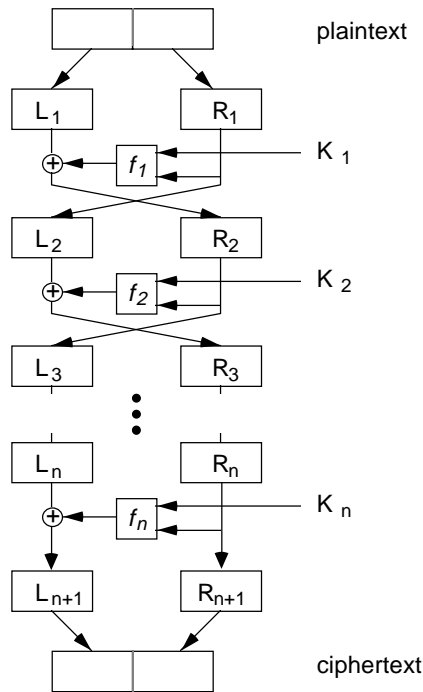 plaintext
L1 R1
f1 K 1
L2 R2
f2 K 2
L3 R3
Ln Rn
fn K n
Ln+1 Rn+1
ciphertext